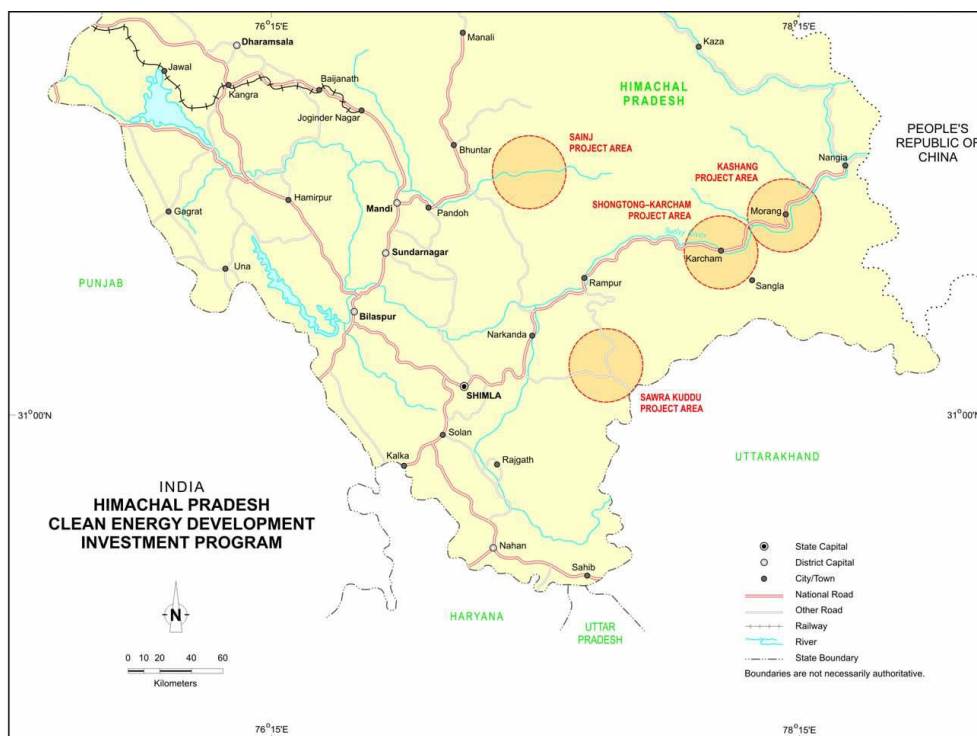 76°15'E
78°15'E
Manali
Dharamsala
Kaza
Jawal
Baijanath
Kangra
HIMACHAL
PRADESH
Joginder Nagar
PEOPLE'S
REPUBLIC OF
CHINA
SAINJ
PROJECT AREA
Bhuntar
Nangia
KASHANG
PROJECT AREA
SHONGTONG–KARCHAM
PROJECT AREA
Hamirpur
Mandi
Pandoh
Gagrat
Morang
Sutlej River
Sundarnagar
Karcham
Una
PUNJAB
Rampur
Sangla
Bilaspur
Narkanda
SHIMLA
SAWRA KUDDU
PROJECT AREA
31°00'N
31°00'N
Solan
Kalka
Rajgath
UTTARAKHAND
INDIA
HIMACHAL PRADESH
CLEAN ENERGY DEVELOPMENT
INVESTMENT PROGRAM
Nahan
Sahib
HARYANA
UTTAR
PRADESH
N
0 10 20 40 60
Kilometers
State Capital
District Capital
City/Town
National Road
Other Road
Railway
River
State Boundary
Boundaries are not necessarily authoritative.
76°15'E
78°15'E